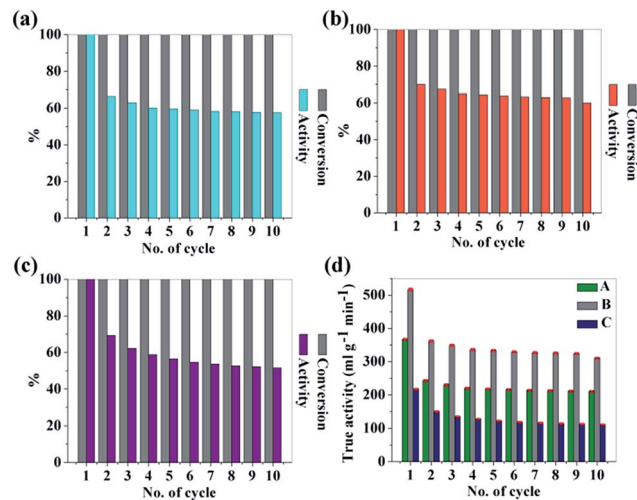 (a)
100
80
60
40
20
0
%
1 2 3 4 5 6 7 8 9 10
No. of cycle
Activity
Conversion
(b)
100
80
60
40
20
0
%
1 2 3 4 5 6 7 8 9 10
No. of cycle
Activity
Conversion
(c)
100
80
60
40
20
0
%
1 2 3 4 5 6 7 8 9 10
No. of cycle
Activity
Conversion
(d)
500
400
300
200
100
0
True activity (ml g⁻¹ min⁻¹)
A
B
C
1 2 3 4 5 6 7 8 9 10
No. of cycle